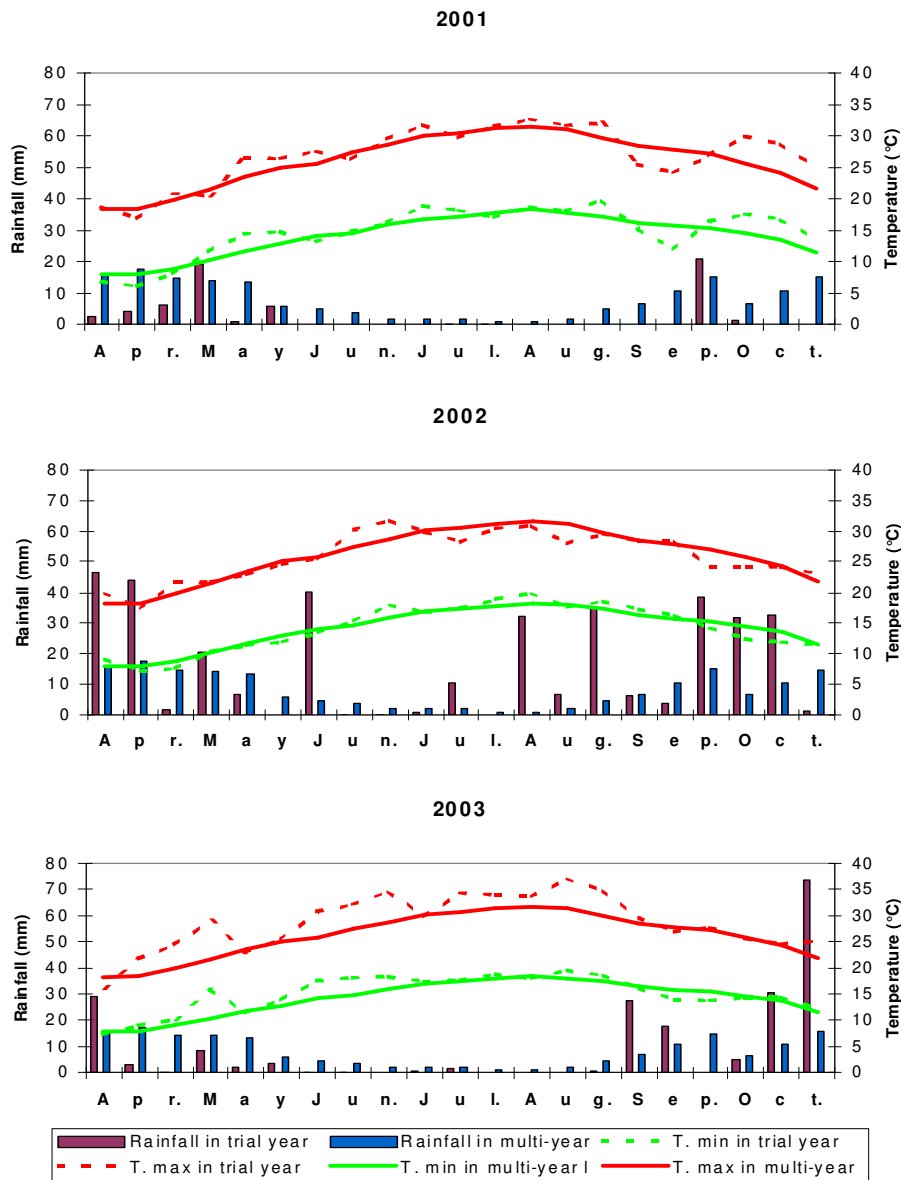 2001
80 40
70 35
60 30
50 25
40 20
30 15
20 10
10 5
0 0
Rainfall (mm)
Temperature (°C)
A p r. M a y J u n. J u l. A u g. S e p. O c t.
2002
80 40
70 35
60 30
50 25
40 20
30 15
20 10
10 5
0 0
Rainfall (mm)
Temperature (°C)
A p r. M a y J u n. J u l. A u g. S e p. O c t.
2003
80 40
70 35
60 30
50 25
40 20
30 15
20 10
10 5
0 0
Rainfall (mm)
Temperature (°C)
A p r. M a y J u n. J u l. A u g. S e p. O c t.
Rainfall in trial year Rainfall in multi-year T. min in trial year
T. max in trial year T. min in multi-year l T. max in multi-year